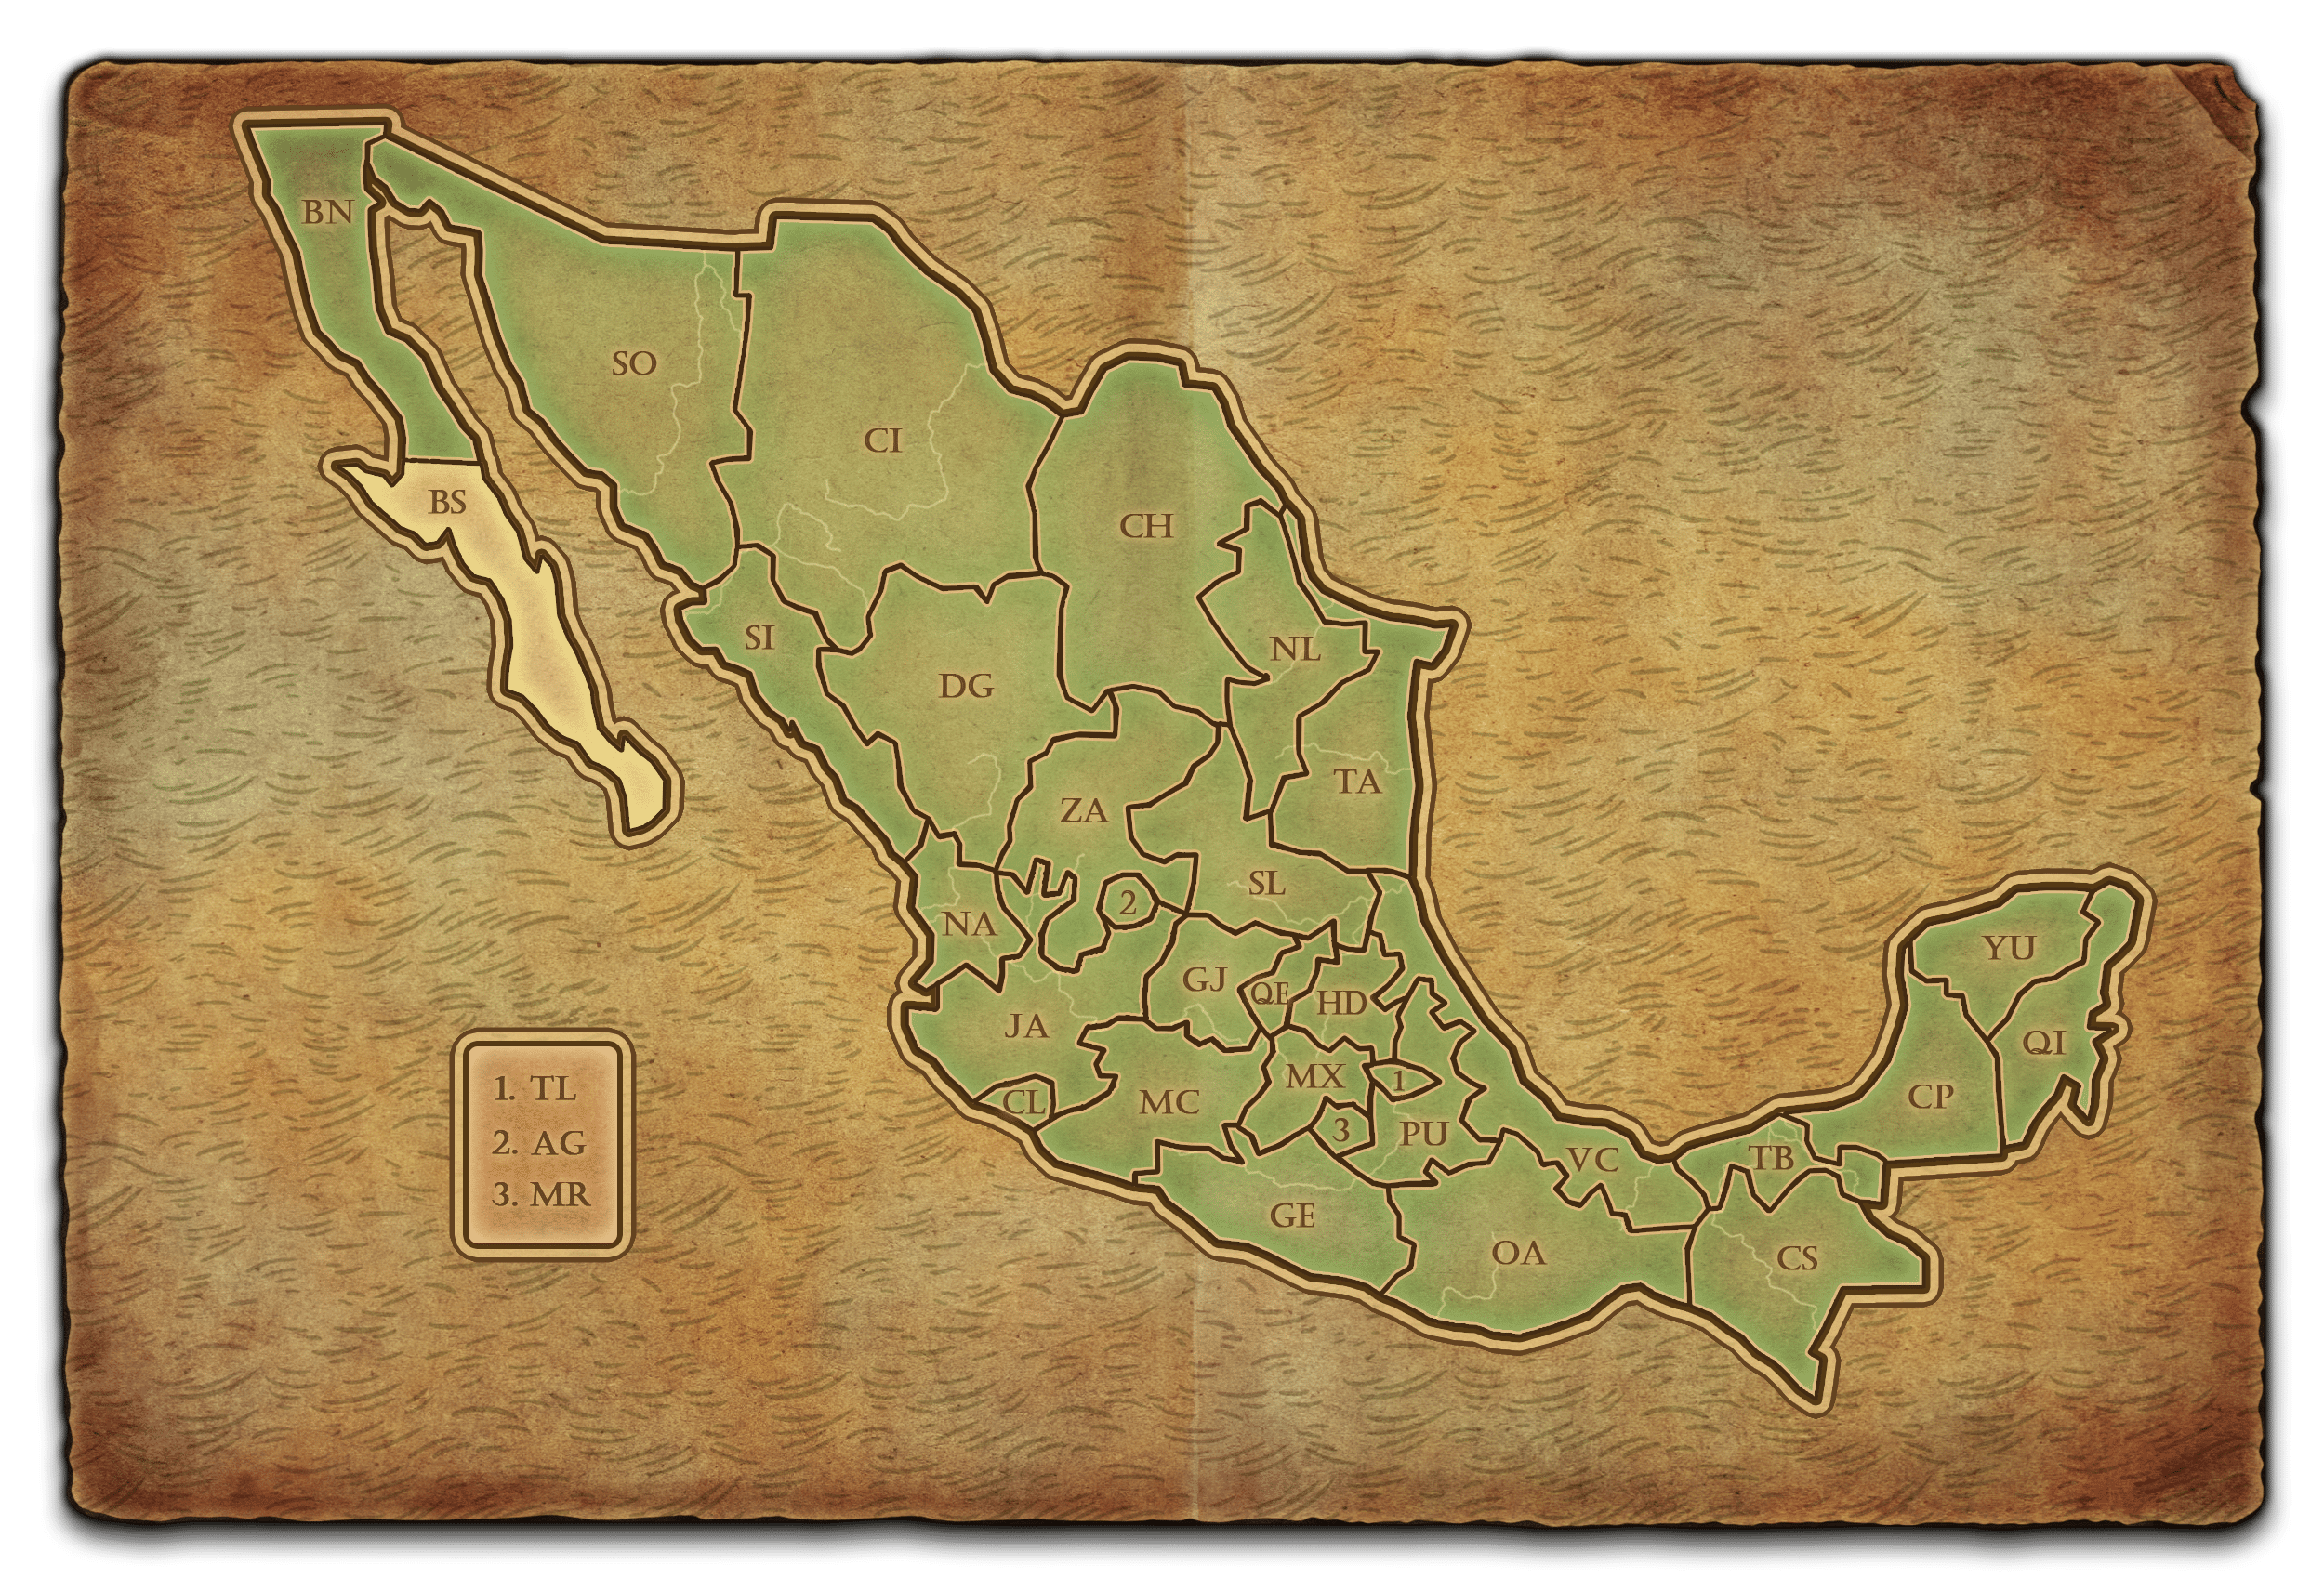 BN
SO
CI
BS
CH
SI
NL
DG
TA
ZA
SL
2
NA
YU
GJ
QE
HD
JA
QI
MX
1
CL
MC
CP
3
PU
VC
TB
GE
OA
CS
1. TL
2. AG
3. MR